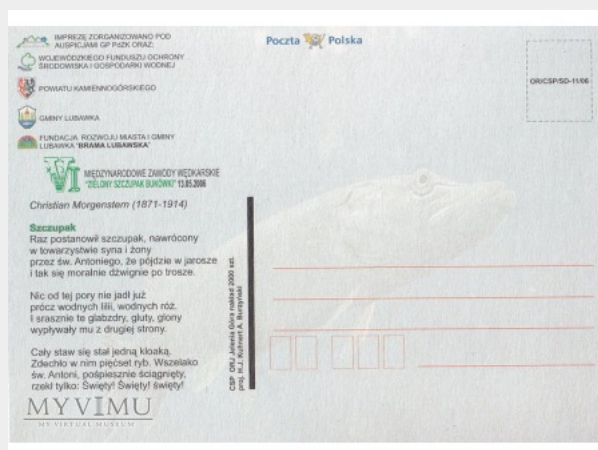 IMPREZĘ ZORGANIZOWANO POD
AUSPICJAMI GP PdZK ORAZ:
WOJEWÓDZKIEGO FUNDUSZU OCHRONY
ŚRODOWISKA I GOSPODARKI WODNEJ
POWIATU KAMIENNOGÓRSKIEGO
GMINY LUBAWKA
FUNDACJA ROZWOJU MIASTA I GMINY
LUBAWKA "BRAMA LUBAWSKA"
VI MIĘDZYNARODOWE ZAWODY WĘDKARSKIE
"ZIELONY SZCZUPAK BUKÓWKI" 13.05.2006
Christian Morgenstern (1871-1914)
Szczupak
Raz postanowił szczupak, nawrócony
w towarzystwie syna i żony
przez św. Antoniego, że pójdzie w jarosze
i tak się moralnie dźwignie po trosze.
Nic od tej pory nie jadł już
prócz wodnych lilii, wodnych róż.
I srasznie te glabzdry, gluty, glony
wypływały mu z drugiej strony.
Cały staw się stał jedną kloaką.
Zdechło w nim pięćset ryb. Wszelako
św. Antoni, pośpiesznie ściągnięty,
rzekł tylko: Święty! Święty! święty!
Poczta Polska
OR/CSP/SD-11/06
CSP ORJ Jelenia Góra nakład 2000 szt.
proj. H.J. Kuhnert A. Burzyński
MYVIMU
MY VIRTUAL MUSEUM